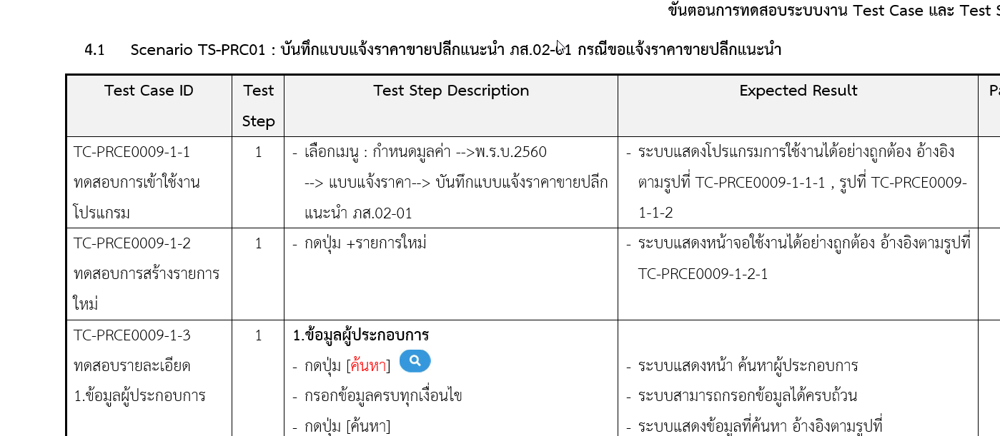 ขั้นตอนการทดสอบระบบงาน Test Case และ Test
4.1 Scenario TS-PRC01 : บันทึกแบบแจ้งราคาขายปลีกแนะนำ ภส.02-01 กรณีขอแจ้งราคาขายปลีกแนะนำ
Test Case ID
Test
Step
Test Step Description
Expected Result
TC-PRCE0009-1-1
ทดสอบการเข้าใช้งาน
โปรแกรม
1
- เลือกเมนู : กำหนดมูลค่า -->พ.ร.บ.2560
--> แบบแจ้งราคา--> บันทึกแบบแจ้งราคาขายปลีก
แนะนำ ภส.02-01
- ระบบแสดงโปรแกรมการใช้งานได้อย่างถูกต้อง อ้างอิง
ตามรูปที่ TC-PRCE0009-1-1-1 , รูปที่ TC-PRCE0009-
1-1-2
TC-PRCE0009-1-2
ทดสอบการสร้างรายการ
ใหม่
1
- กดปุ่ม +รายการใหม่
- ระบบแสดงหน้าจอใช้งานได้อย่างถูกต้อง อ้างอิงตามรูปที่
TC-PRCE0009-1-2-1
TC-PRCE0009-1-3
ทดสอบรายละเอียด
1.ข้อมูลผู้ประกอบการ
1
1.ข้อมูลผู้ประกอบการ
- กดปุ่ม [ค้นหา]
- กรอกข้อมูลครบทุกเงื่อนไข
- กดปุ่ม [ค้นหา]
- ระบบแสดงหน้า ค้นหาผู้ประกอบการ
- ระบบสามารถกรอกข้อมูลได้ครบถ้วน
- ระบบแสดงข้อมูลที่ค้นหา อ้างอิงตามรูปที่